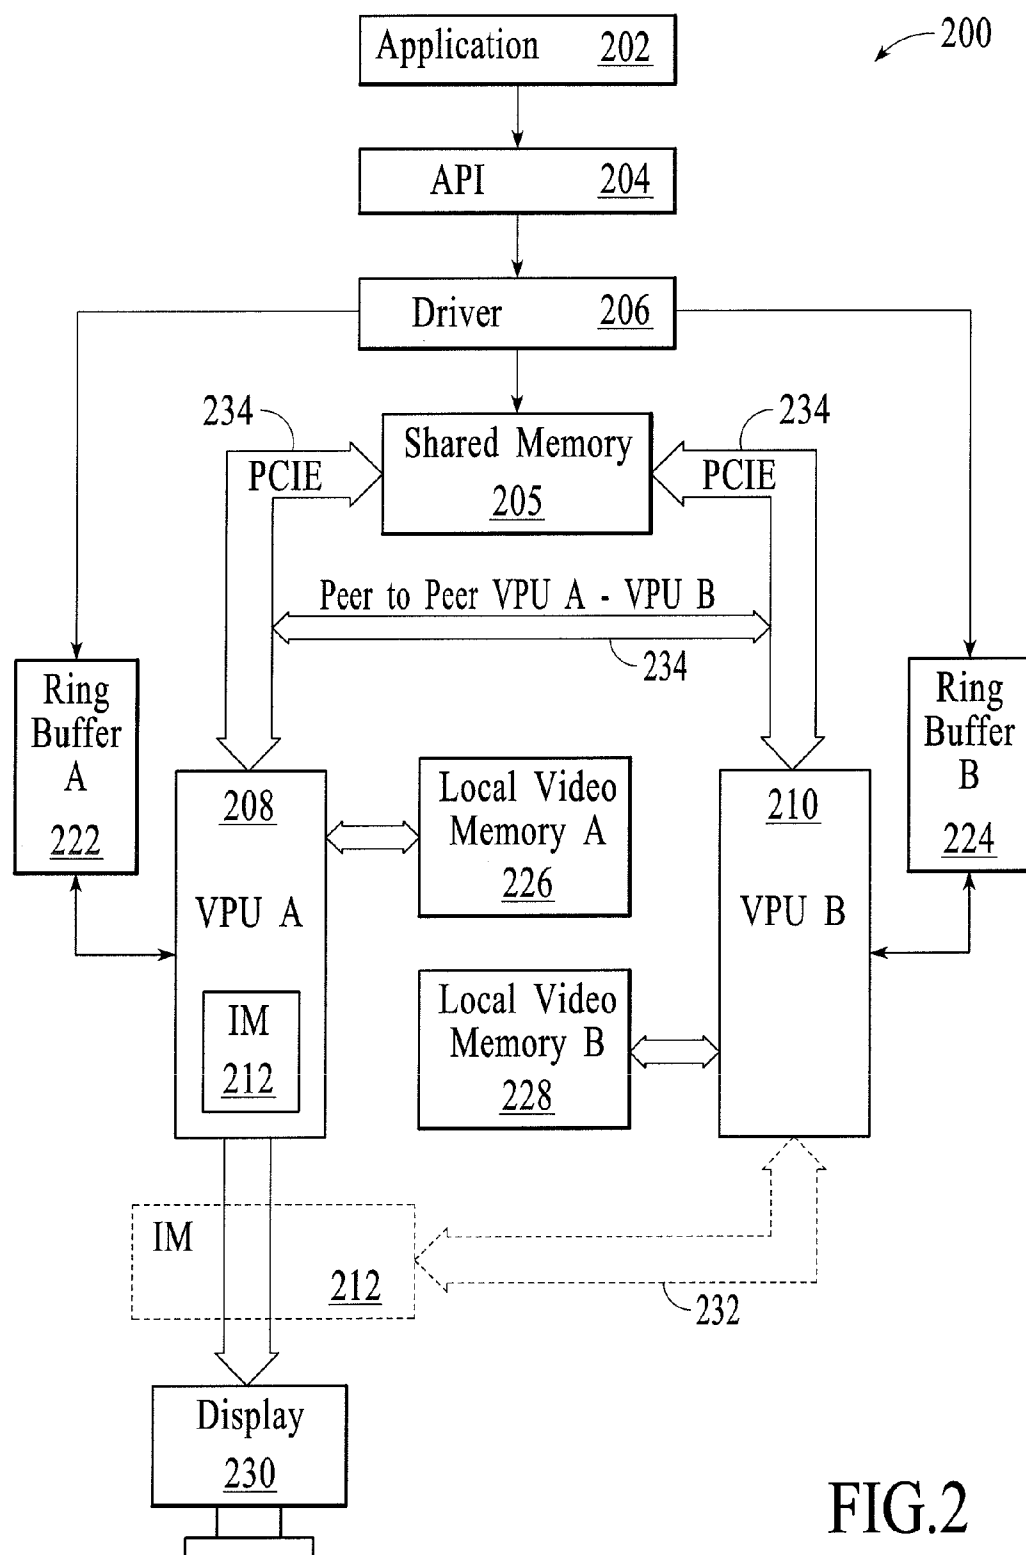 Application 202
200
API 204
Driver 206
234
234
Shared Memory
205
PCIE
PCIE
Peer to Peer VPU A - VPU B
234
Ring
Buffer
A
222
Ring
Buffer
B
224
208
VPU A
Local Video
Memory A
226
210
VPU B
IM
212
Local Video
Memory B
228
IM
212
232
Display
230
FIG.2